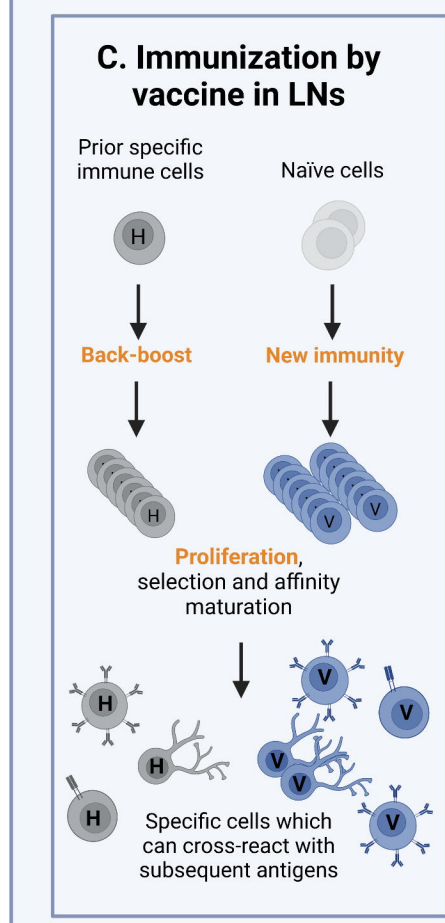 C. Immunization by
vaccine in LNs
Prior specific
immune cells
Naïve cells
H
Back-boost
New immunity
H
V
V
Proliferation,
selection and affinity
maturation
H
V
V
H
V
V
H
V
Specific cells which
can cross-react with
subsequent antigens